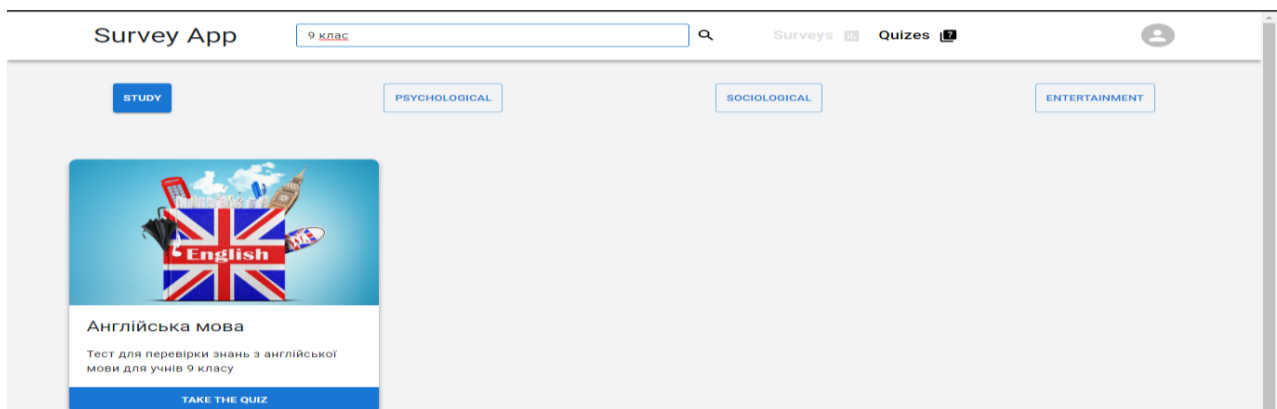 Survey App
9 клас
Surveys
Quizes
STUDY
PSYCHOLOGICAL
SOCIOLOGICAL
ENTERTAINMENT
English
Англійська мова
Тест для перевірки знань з англійської
мови для учнів 9 класу
TAKE THE QUIZ